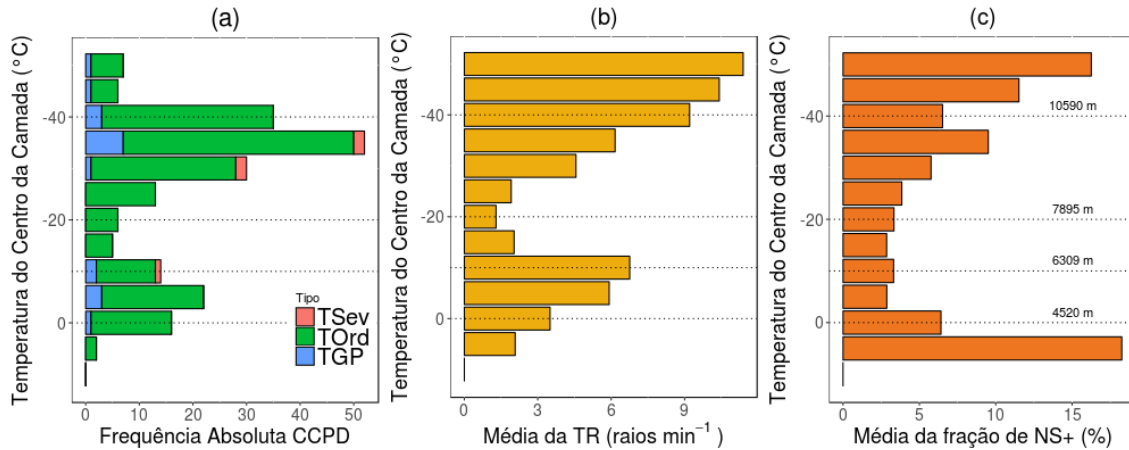 (a)
Temperatura do Centro da Camada (°C)
-40
-20
0
Tipo
TSev
TOrd
TGP
0 10 20 30 40 50
Frequência Absoluta CCPD
(b)
Temperatura do Centro da Camada (°C)
-40
-20
0
0 3 6 9
Média da TR (raios min⁻¹)
(c)
Temperatura do Centro da Camada (°C)
-40
-20
0
10590 m
7895 m
6309 m
4520 m
0 5 10 15
Média da fração de NS+ (%)